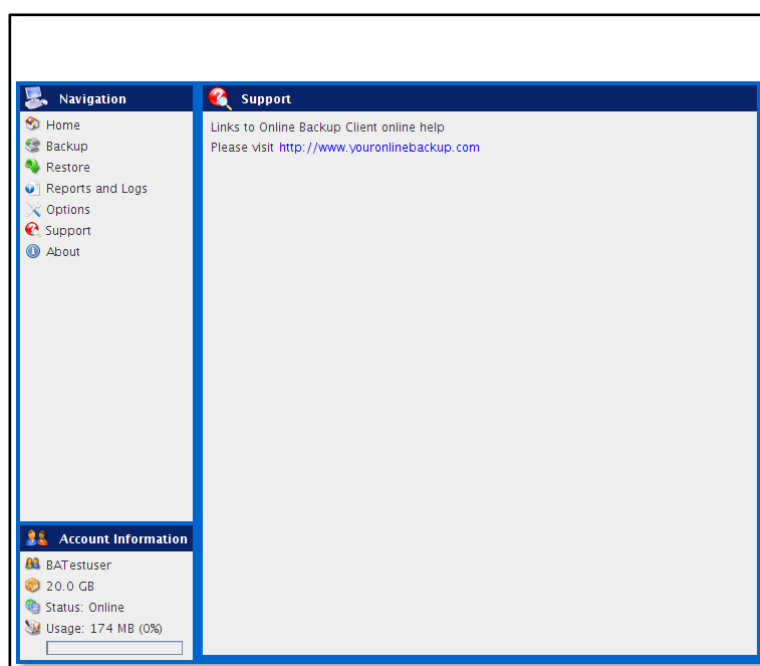 Navigation
Home
Backup
Restore
Reports and Logs
Options
Support
About
Account Information
BATestuser
20.0 GB
Status: Online
Usage: 174 MB (0%)
Support
Links to Online Backup Client online help
Please visit http://www.youronlinebackup.com